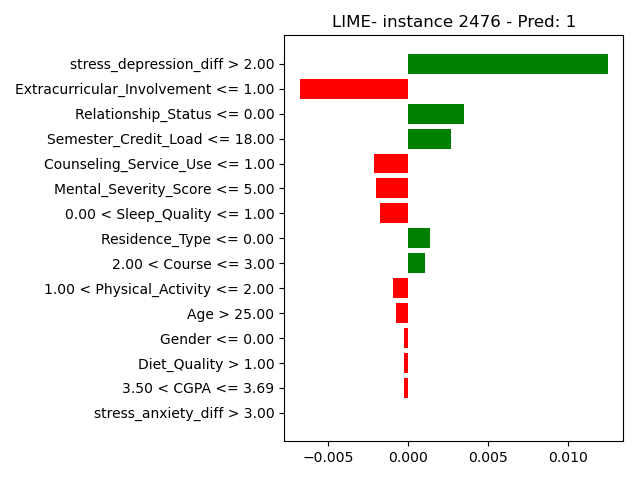 LIME- instance 2476 - Pred: 1
stress_depression_diff > 2.00
Extracurricular_Involvement <= 1.00
Relationship_Status <= 0.00
Semester_Credit_Load <= 18.00
Counseling_Service_Use <= 1.00
Mental_Severity_Score <= 5.00
0.00 < Sleep_Quality <= 1.00
Residence_Type <= 0.00
2.00 < Course <= 3.00
1.00 < Physical_Activity <= 2.00
Age > 25.00
Gender <= 0.00
Diet_Quality > 1.00
3.50 < CGPA <= 3.69
stress_anxiety_diff > 3.00
−0.005 0.000 0.005 0.010